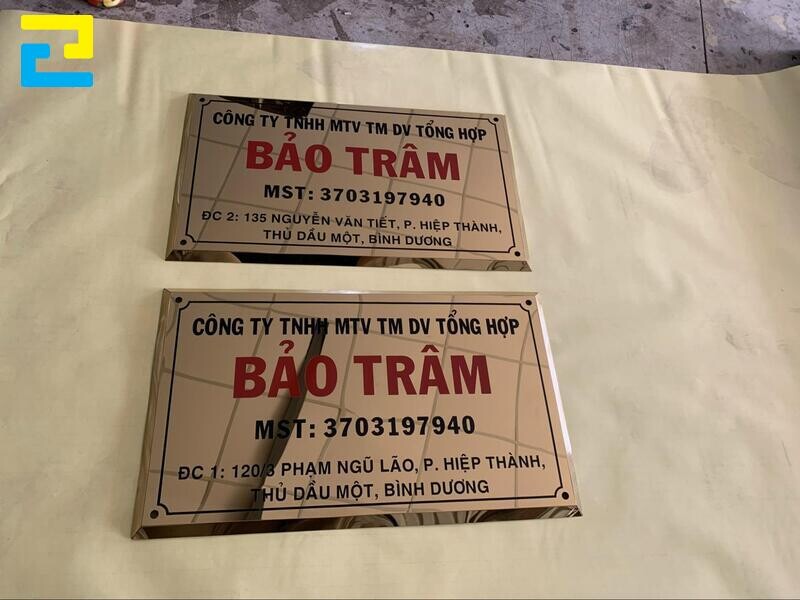 CÔNG TY TNHH MTV TM DV TỔNG HỢP
BẢO TRÂM
MST: 3703197940
ĐC 2: 135 NGUYỄN VĂN TIẾT, P. HIỆP THÀNH,
THỦ DẦU MỘT, BÌNH DƯƠNG
CÔNG TY TNHH MTV TM DV TỔNG HỢP
BẢO TRÂM
MST: 3703197940
ĐC 1: 120/3 PHẠM NGŨ LÃO, P. HIỆP THÀNH,
THỦ DẦU MỘT, BÌNH DƯƠNG